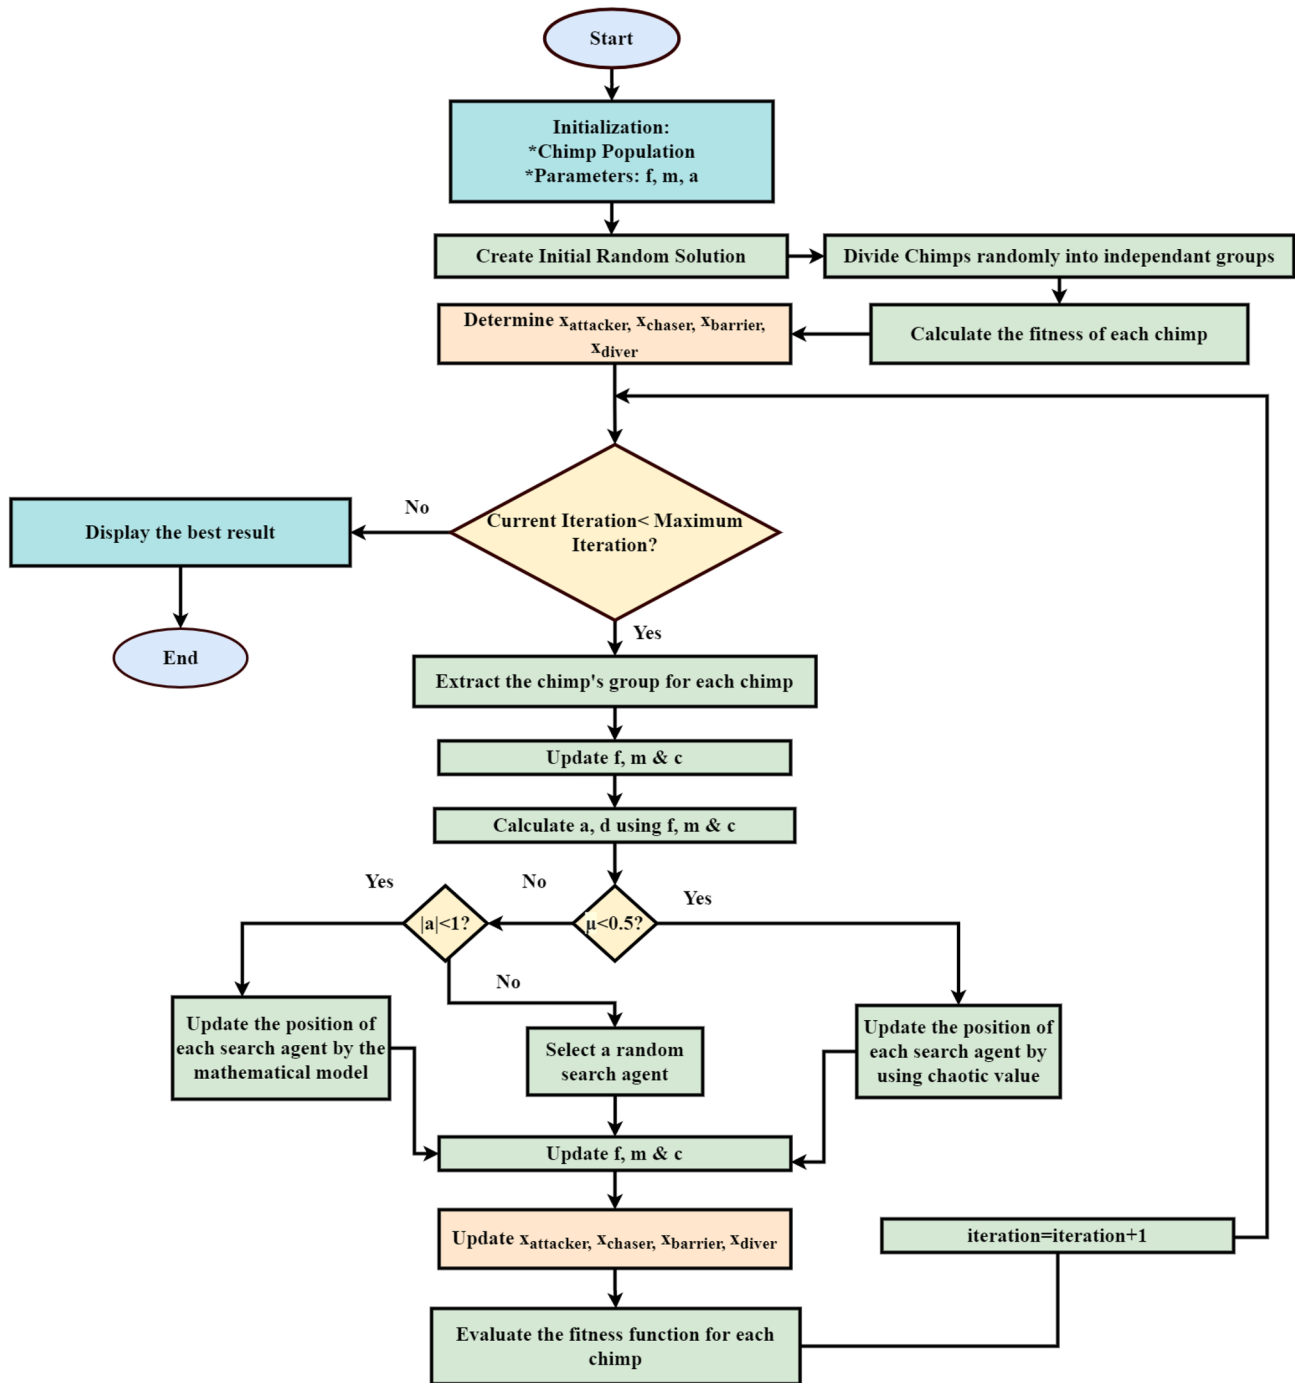 Start
Initialization:
*Chimp Population
*Parameters: f, m, a
Create Initial Random Solution
Divide Chimps randomly into independant groups
Calculate the fitness of each chimp
Determine xattacker, xchaser, xbarrier,
xdiver
Current Iteration< Maximum
Iteration?
No
Display the best result
End
Yes
Extract the chimp's group for each chimp
Update f, m & c
Calculate a, d using f, m & c
μ<0.5?
No
Yes
|a|<1?
Yes
No
Update the position of
each search agent by the
mathematical model
Select a random
search agent
Update the position of
each search agent by
using chaotic value
Update f, m & c
Update xattacker, xchaser, xbarrier, xdiver
Evaluate the fitness function for each
chimp
iteration=iteration+1